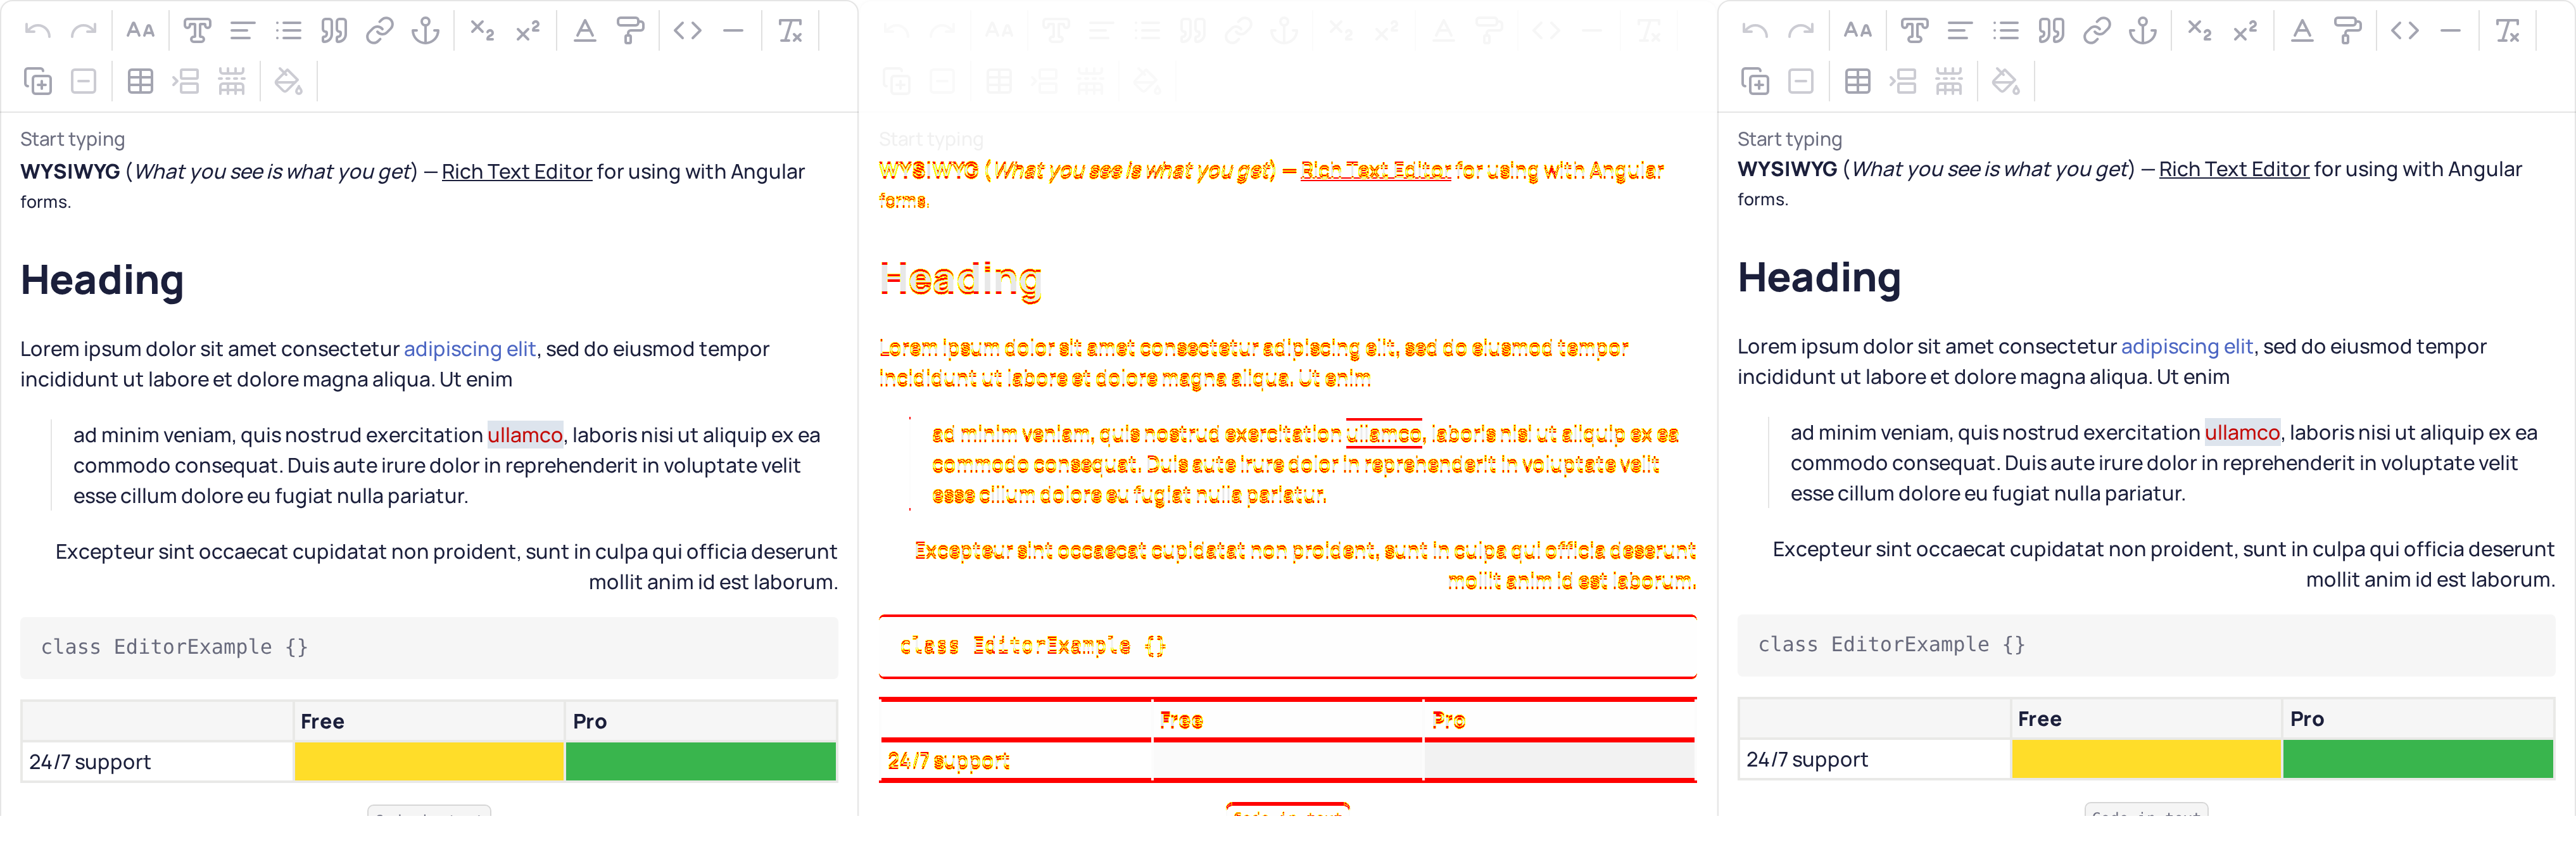 Start typing
WYSIWYG (What you see is what you get) — Rich Text Editor for using with Angular
forms.
Heading
Lorem ipsum dolor sit amet consectetur adipiscing elit, sed do eiusmod tempor
incididunt ut labore et dolore magna aliqua. Ut enim
ad minim veniam, quis nostrud exercitation ullamco, laboris nisi ut aliquip ex ea
commodo consequat. Duis aute irure dolor in reprehenderit in voluptate velit
esse cillum dolore eu fugiat nulla pariatur.
Excepteur sint occaecat cupidatat non proident, sunt in culpa qui officia deserunt
mollit anim id est laborum.
class EditorExample {}
Free Pro
24/7 support
Start typing
WYSIWYG (What you see is what you get) — Rich Text Editor for using with Angular
forms.
Heading
Lorem ipsum dolor sit amet consectetur adipiscing elit, sed do eiusmod tempor
incididunt ut labore et dolore magna aliqua. Ut enim
ad minim veniam, quis nostrud exercitation ullamco, laboris nisi ut aliquip ex ea
commodo consequat. Duis aute irure dolor in reprehenderit in voluptate velit
esse cillum dolore eu fugiat nulla pariatur.
Excepteur sint occaecat cupidatat non proident, sunt in culpa qui officia deserunt
mollit anim id est laborum.
class EditorExample {}
Free Pro
24/7 support
Code in text
Start typing
WYSIWYG (What you see is what you get) — Rich Text Editor for using with Angular
forms.
Heading
Lorem ipsum dolor sit amet consectetur adipiscing elit, sed do eiusmod tempor
incididunt ut labore et dolore magna aliqua. Ut enim
ad minim veniam, quis nostrud exercitation ullamco, laboris nisi ut aliquip ex ea
commodo consequat. Duis aute irure dolor in reprehenderit in voluptate velit
esse cillum dolore eu fugiat nulla pariatur.
Excepteur sint occaecat cupidatat non proident, sunt in culpa qui officia deserunt
mollit anim id est laborum.
class EditorExample {}
Free Pro
24/7 support
Code in text